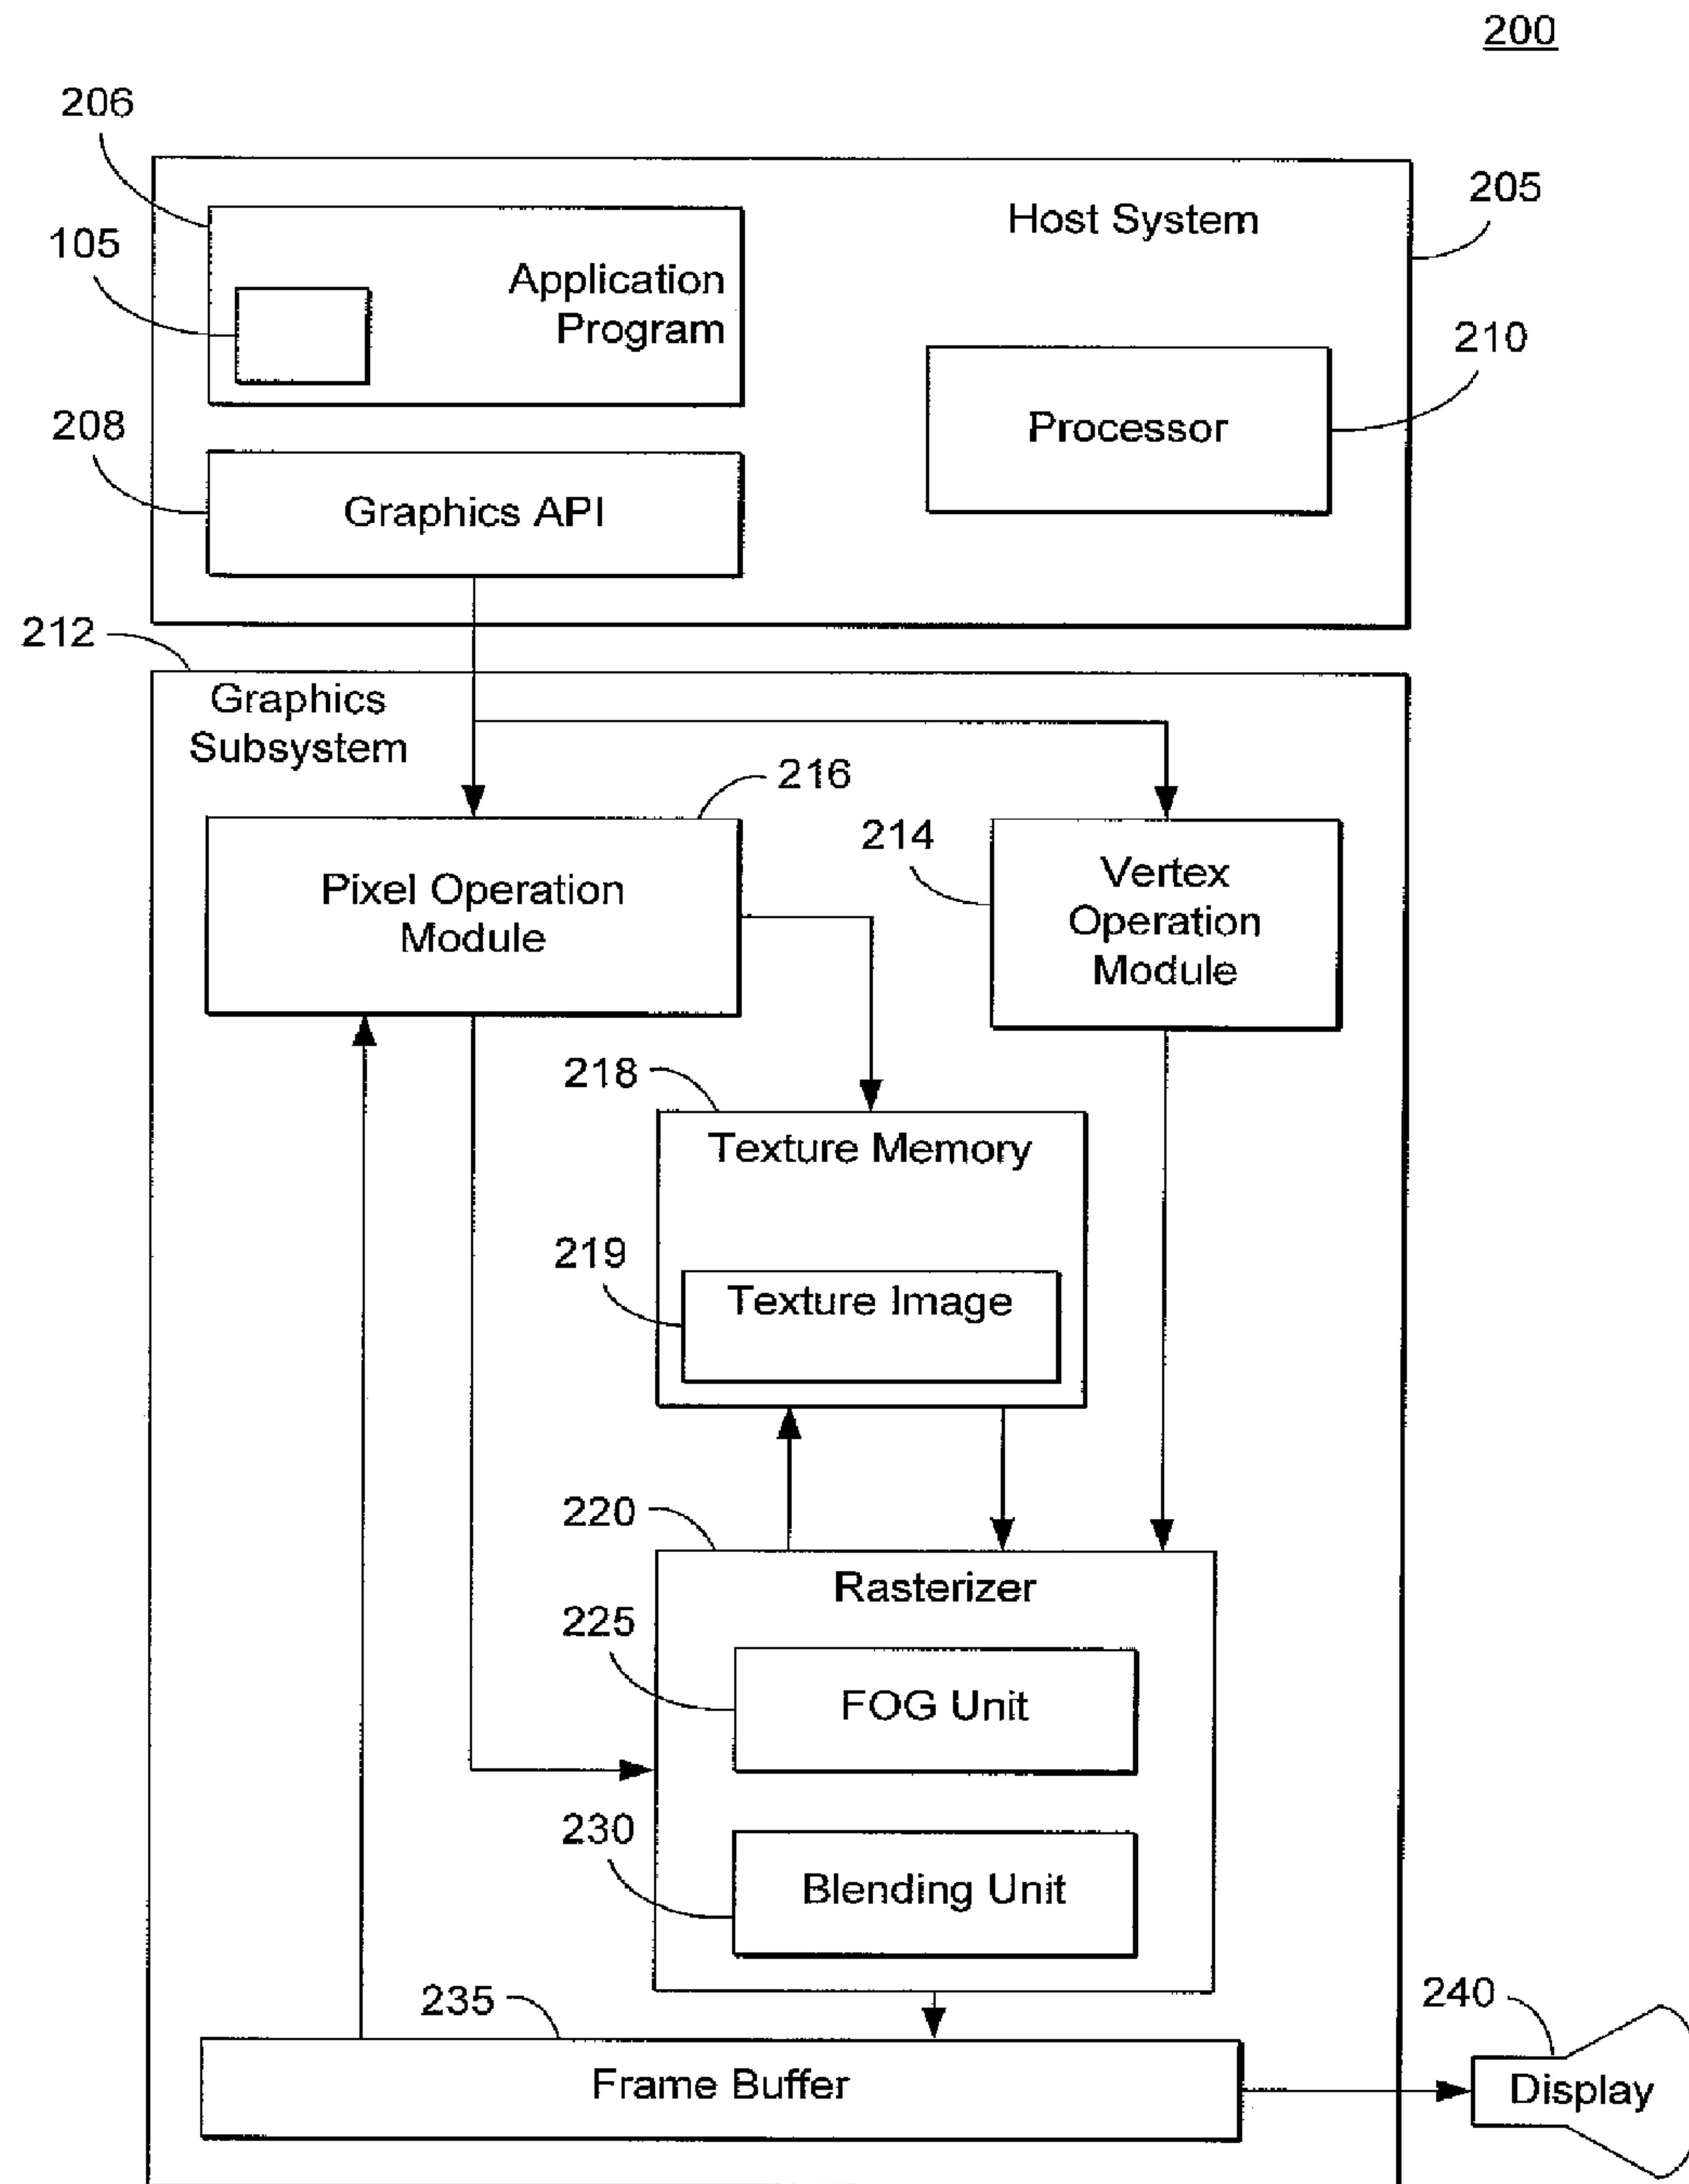 200
206
205
Host System
105
Application
Program
210
Processor
208
Graphics API
212
Graphics
Subsystem
216
214
Pixel Operation
Module
Vertex
Operation
Module
218
Texture Memory
219
Texture Image
220
Rasterizer
225
FOG Unit
230
Blending Unit
235
240
Frame Buffer
Display